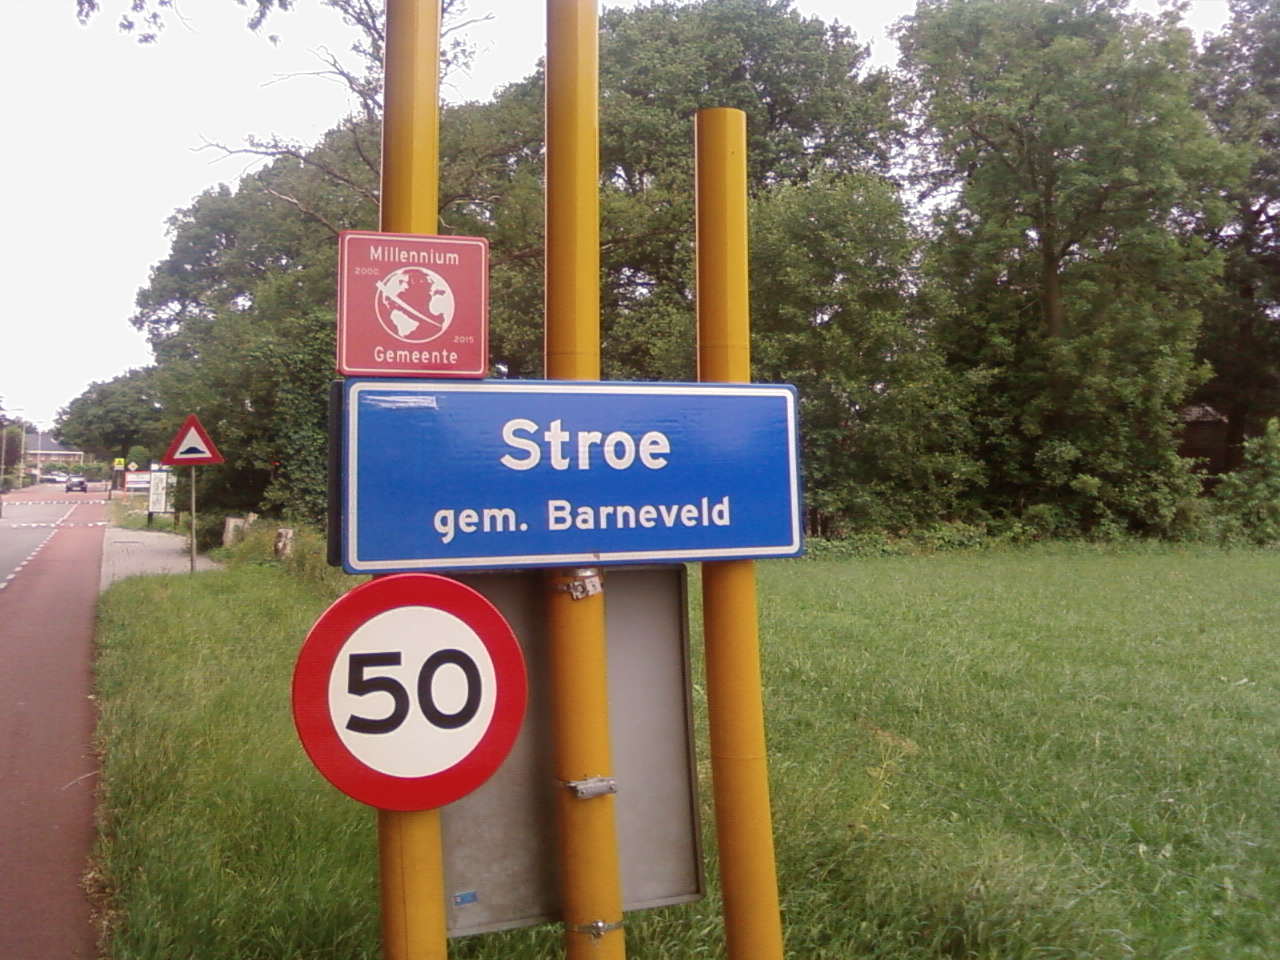 Millennium
2000
2015
Gemeente
Stroe
gem. Barneveld
50